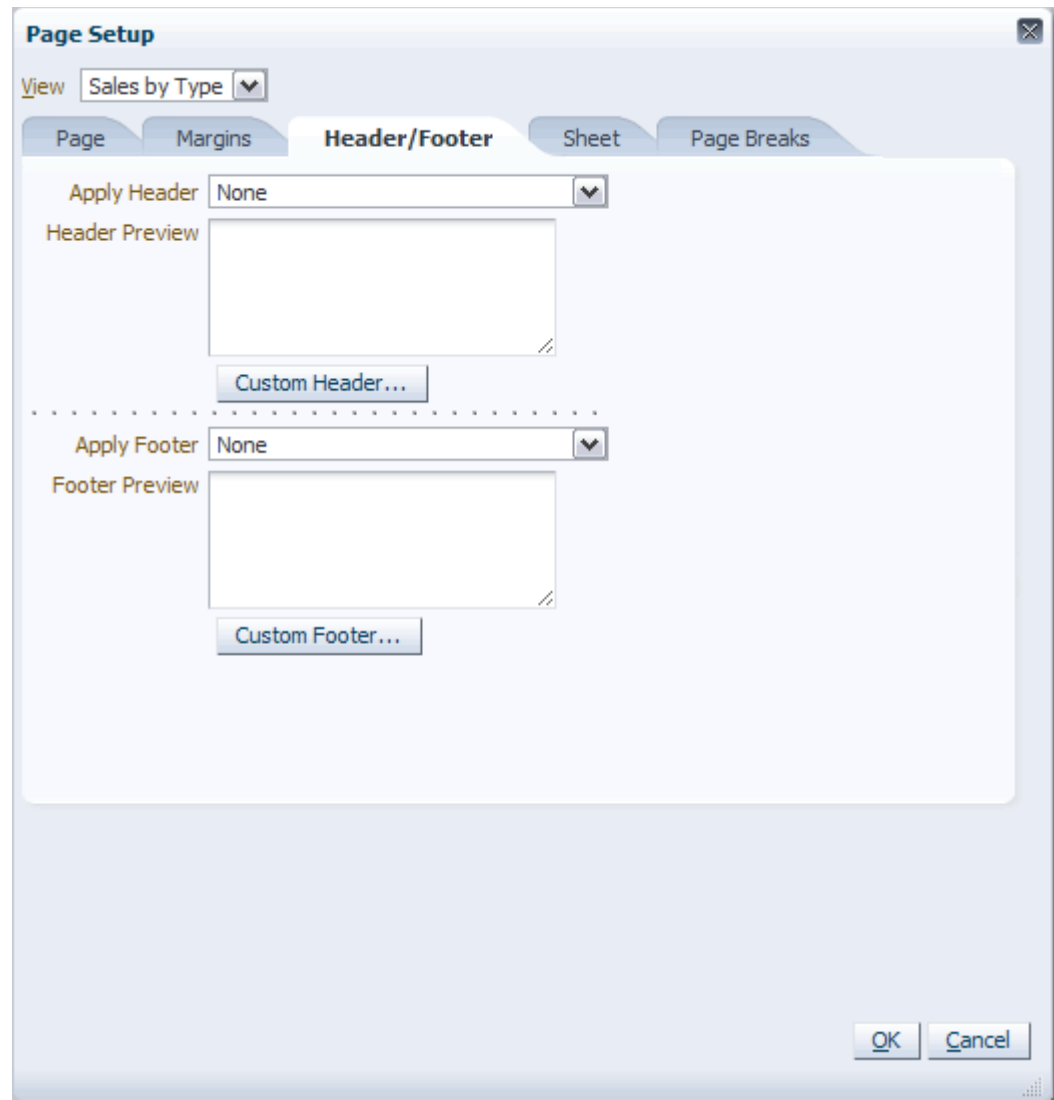 Page Setup
View Sales by Type
Page Margins Header/Footer Sheet Page Breaks
Apply Header None
Header Preview
Custom Header...
Apply Footer None
Footer Preview
Custom Footer...
OK Cancel